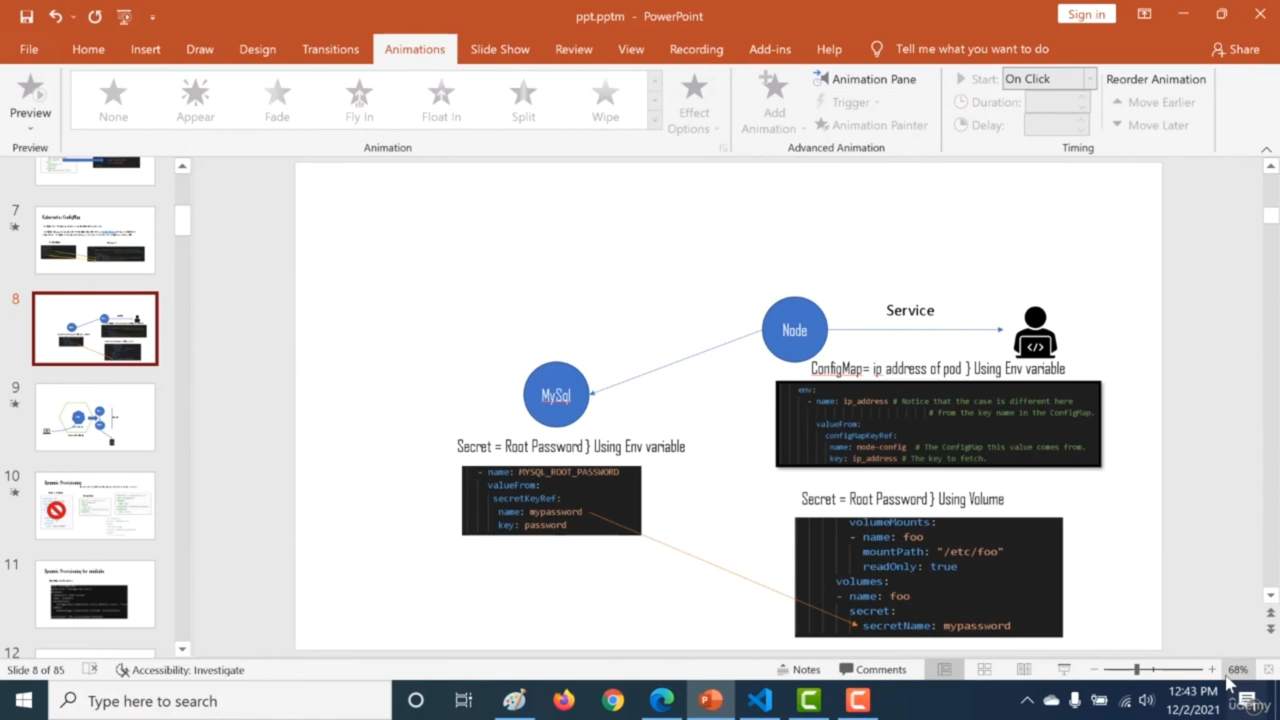 ppt.pptm - PowerPoint
Sign in
File Home Insert Draw Design Transitions Animations Slide Show Review View Recording Add-ins Help Tell me what you want to do Share
Preview
None Appear Fade Fly In Float In Split Wipe
Effect Options
Add Animation
Animation Pane
Trigger
Animation Painter
Start: On Click
Duration:
Delay:
Reorder Animation
Move Earlier
Move Later
Preview Animation Advanced Animation Timing
7
Kubernetes ConfigMap
8
9
10
Dynamic Provisioning
11
12
Service
Node
</>
ConfigMap= ip address of pod } Using Env variable
env:
- name: ip_address # Notice that the case is different here
# from the key name in the ConfigMap.
valueFrom:
configMapKeyRef:
name: node-config # The ConfigMap this value comes from.
key: ip_address # The key to fetch.
MySql
Secret = Root Password } Using Env variable
- name: MYSQL_ROOT_PASSWORD
valueFrom:
secretKeyRef:
name: mypassword
key: password
Secret = Root Password } Using Volume
volumeMounts:
- name: foo
mountPath: "/etc/foo"
readOnly: true
volumes:
- name: foo
secret:
secretName: mypassword
Slide 8 of 85 Accessibility: Investigate Notes Comments 68%
Type here to search
12:43 PM
12/2/2021
udemy